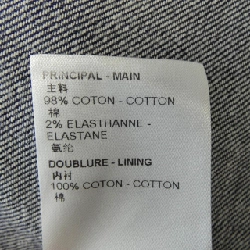 PRINCIPAL - MAIN
主料
98% COTON - COTTON
棉
2% ELASTHANNE -
ELASTANE
氨纶
DOUBLURE - LINING
内衬
100% COTON - COTTON
棉